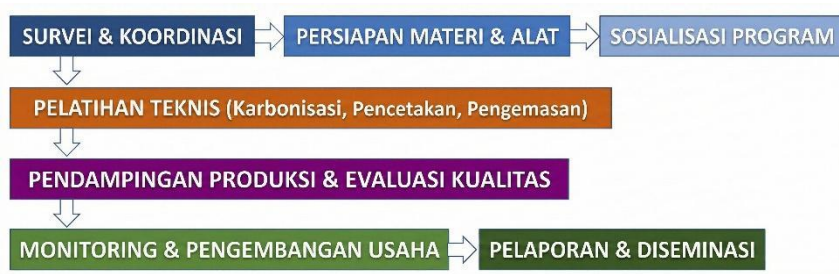 SURVEI & KOORDINASI
PERSIAPAN MATERI & ALAT
SOSIALISASI PROGRAM
PELATIHAN TEKNIS (Karbonisasi, Pencetakan, Pengemasan)
PENDAMPINGAN PRODUKSI & EVALUASI KUALITAS
MONITORING & PENGEMBANGAN USAHA
PELAPORAN & DISEMINASI